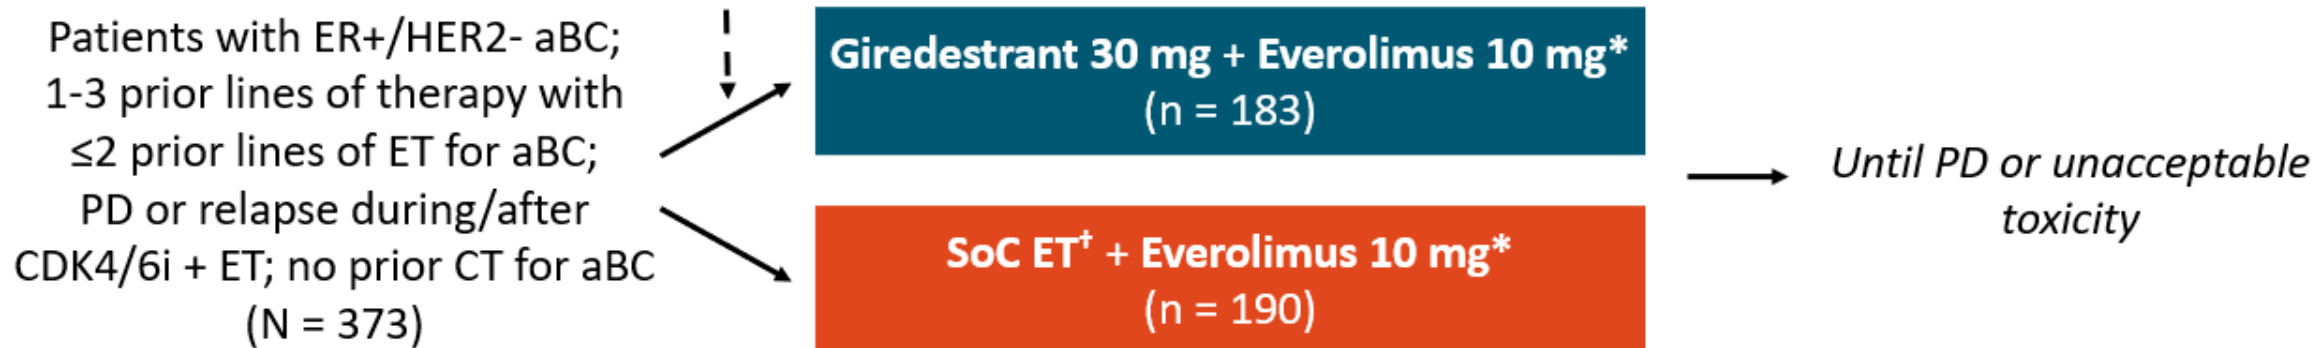 Patients with ER+/HER2- aBC;
1-3 prior lines of therapy with
≤2 prior lines of ET for aBC;
PD or relapse during/after
CDK4/6i + ET; no prior CT for aBC
(N = 373)
Giredestrant 30 mg + Everolimus 10 mg*
(n = 183)
SoC ET† + Everolimus 10 mg*
(n = 190)
Until PD or unacceptable
toxicity